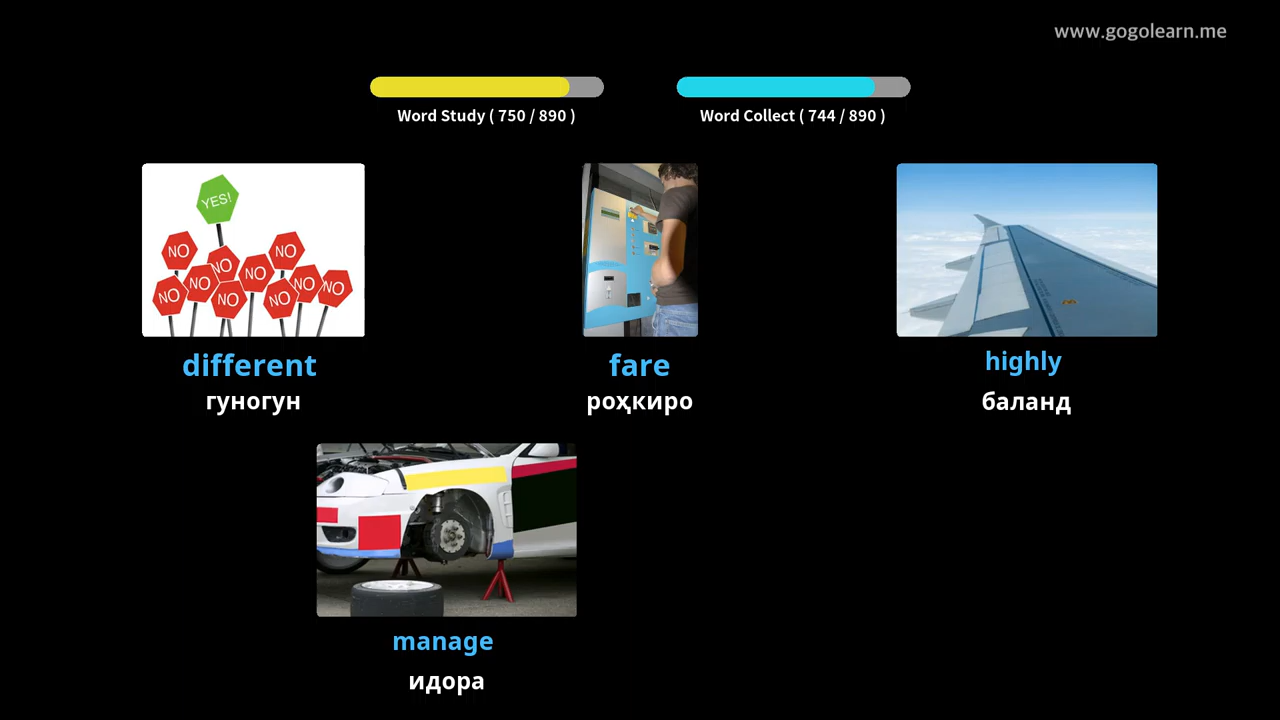 www.gogolearn.me
Word Study ( 750 / 890 )
Word Collect ( 744 / 890 )
YES!
NO
NO
NO
NO
NO
NO
NO
NO
NO
NO
different
гуногун
fare
роҳкиро
highly
баланд
manage
идора